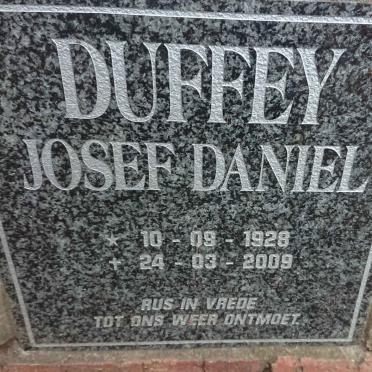 DUFFEY
JOSEF DANIEL
* 10 - 09 - 1928
+ 24 - 03 - 2009
RUS IN VREDE
TOT ONS WEER ONTMOET.